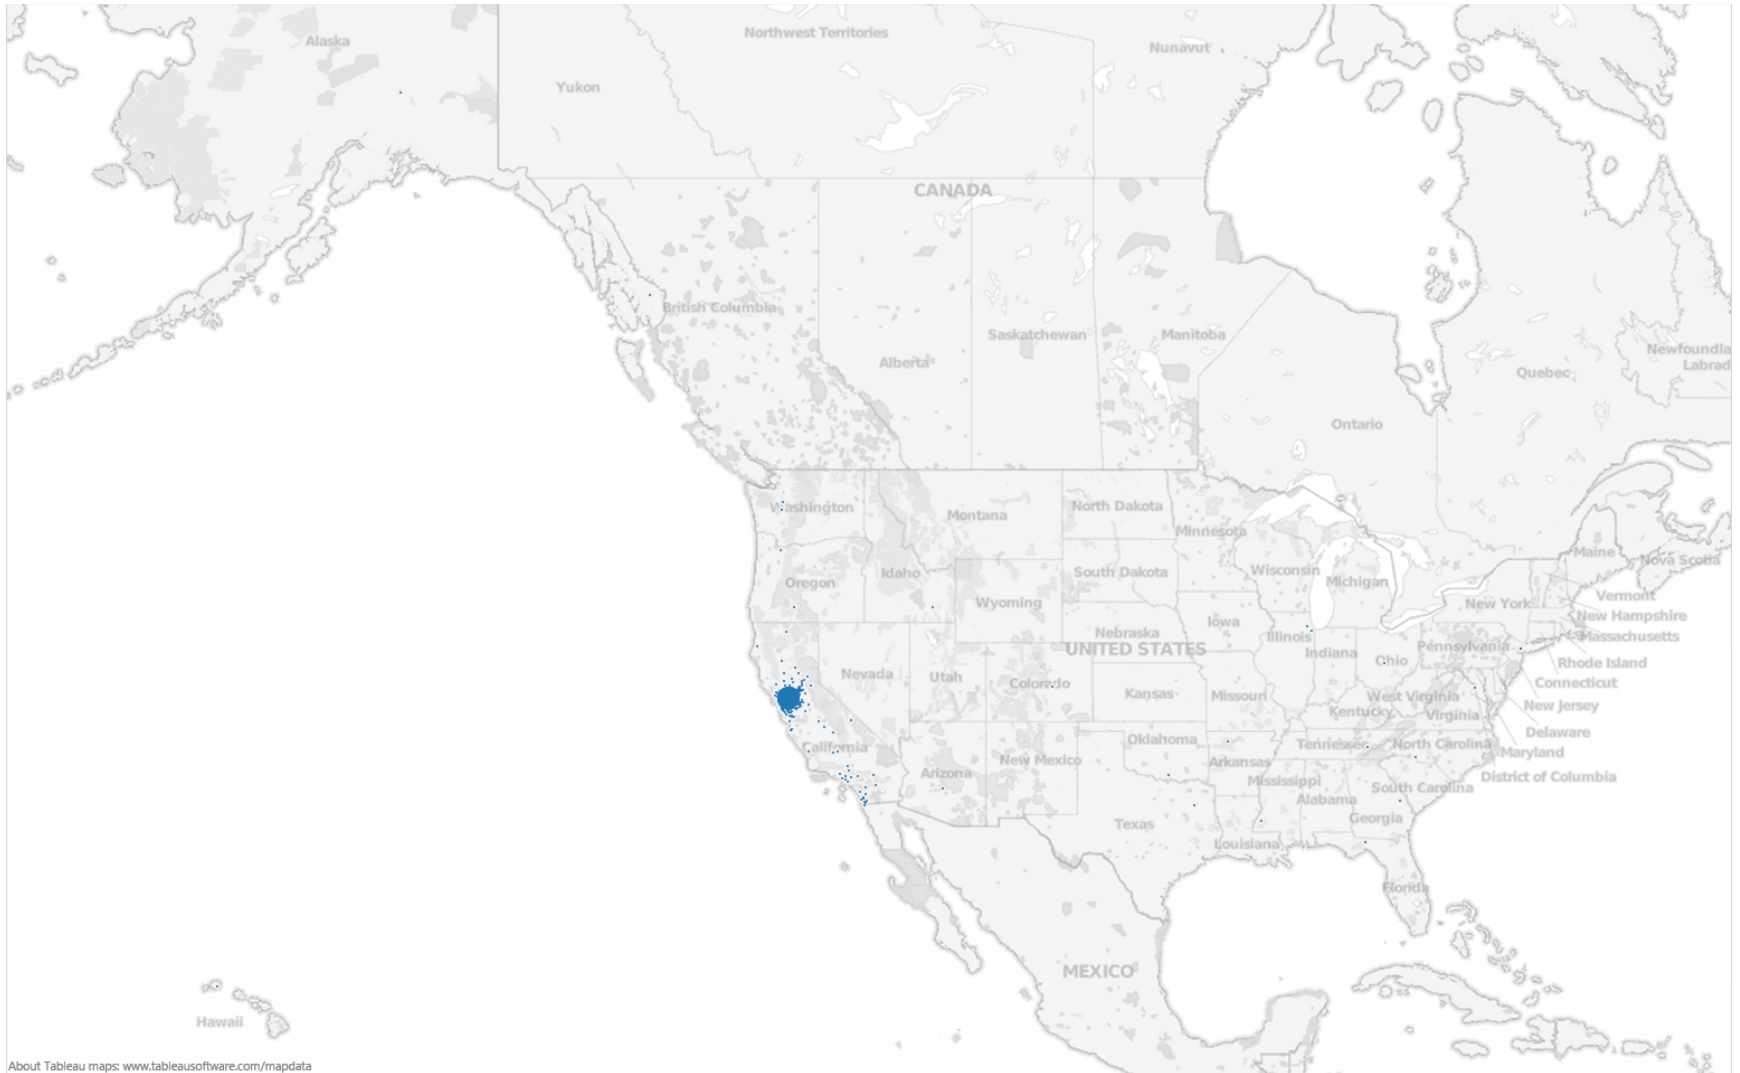 Alaska
Northwest Territories
Nunavut
Yukon
CANADA
British Columbia
Saskatchewan
Manitoba
Alberta
Newfoundla
Labrad
Quebec
Ontario
Washington
Montana
North Dakota
Minnesota
Maine
Nova Scotia
Oregon
Idaho
South Dakota
Wisconsin
Michigan
Vermont
Wyoming
New York
New Hampshire
Iowa
Nebraska
Illinois
Massachusetts
UNITED STATES
Indiana
Pennsylvania
Ohio
Rhode Island
Nevada
Utah
Colorado
Connecticut
Kansas
Missouri
West Virginia
New Jersey
Kentucky
Virginia
Delaware
California
Oklahoma
Tennessee
North Carolina
Maryland
Arizona
New Mexico
Arkansas
District of Columbia
Mississippi
South Carolina
Alabama
Texas
Georgia
Louisiana
Florida
MEXICO
Hawaii
About Tableau maps: www.tableausoftware.com/mapdata